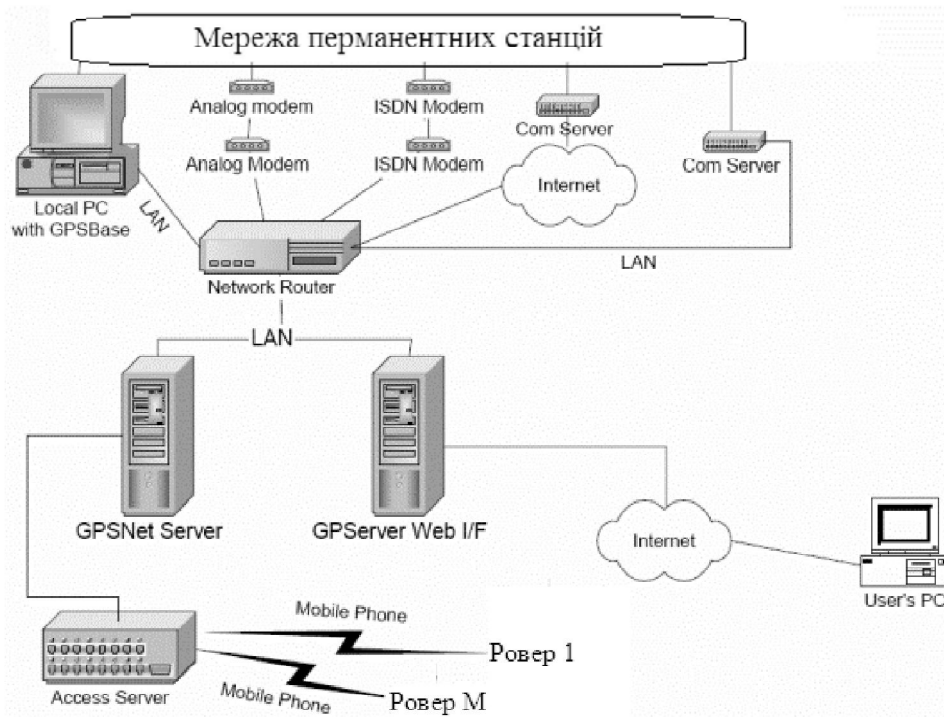 Мережа перманентних станцій
Analog modem
ISDN Modem
Com Server
Analog Modem
ISDN Modem
Com Server
Internet
Local PC
with GPSBase
LAN
LAN
Network Router
LAN
GPSNet Server
GPServer Web I/F
Internet
User's PC
Mobile Phone
Ровер 1
Access Server
Mobile Phone
Ровер М